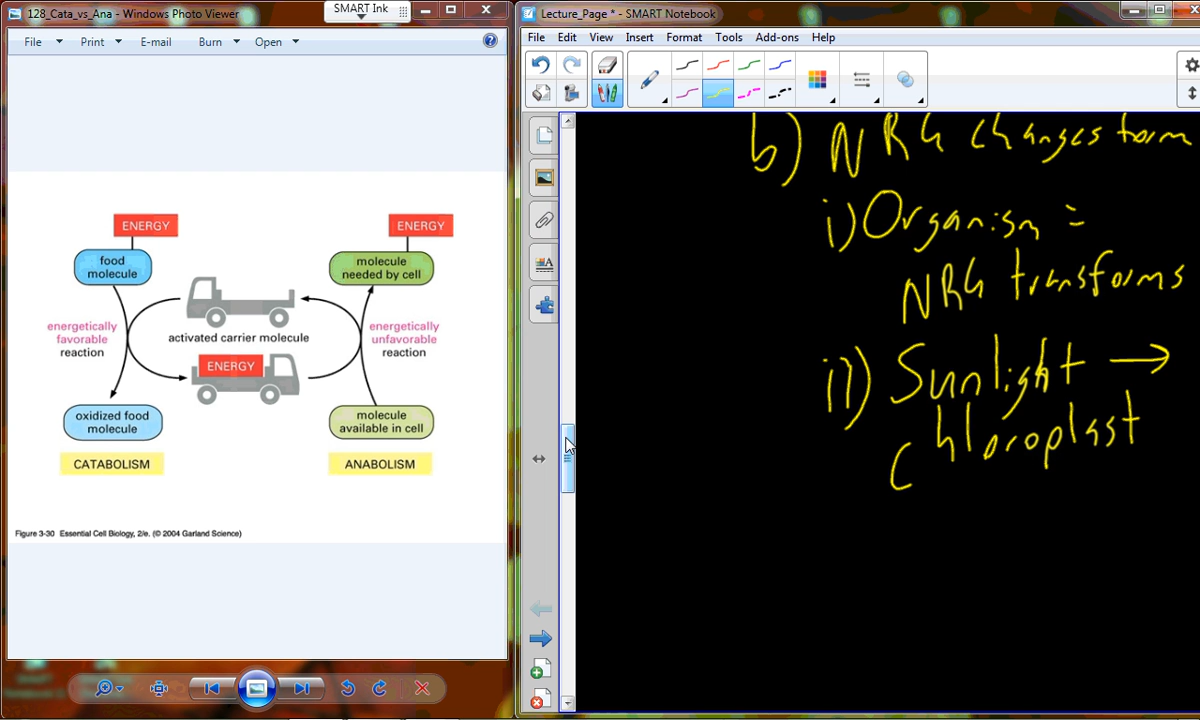 128_Cata_vs_Ana - Windows Photo Viewer
SMART Ink
File Print E-mail Burn Open
ENERGY
ENERGY
food
molecule
molecule
needed by cell
energetically
favorable
reaction
activated carrier molecule
energetically
unfavorable
reaction
ENERGY
oxidized food
molecule
molecule
available in cell
CATABOLISM
ANABOLISM
Figure 3-30 Essential Cell Biology, 2/e. (© 2004 Garland Science)
Lecture_Page * - SMART Notebook
File Edit View Insert Format Tools Add-ons Help
b) NRG changes form
i) Organism =
NRG transforms
ii) Sunlight →
Chloroplast